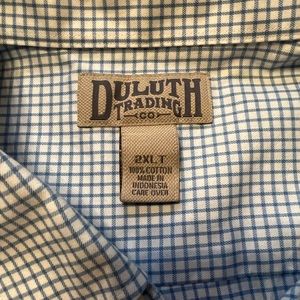 DULUTH
TRADING
CO
2XLT
100% COTTON
MADE IN
INDONESIA
CARE OVER